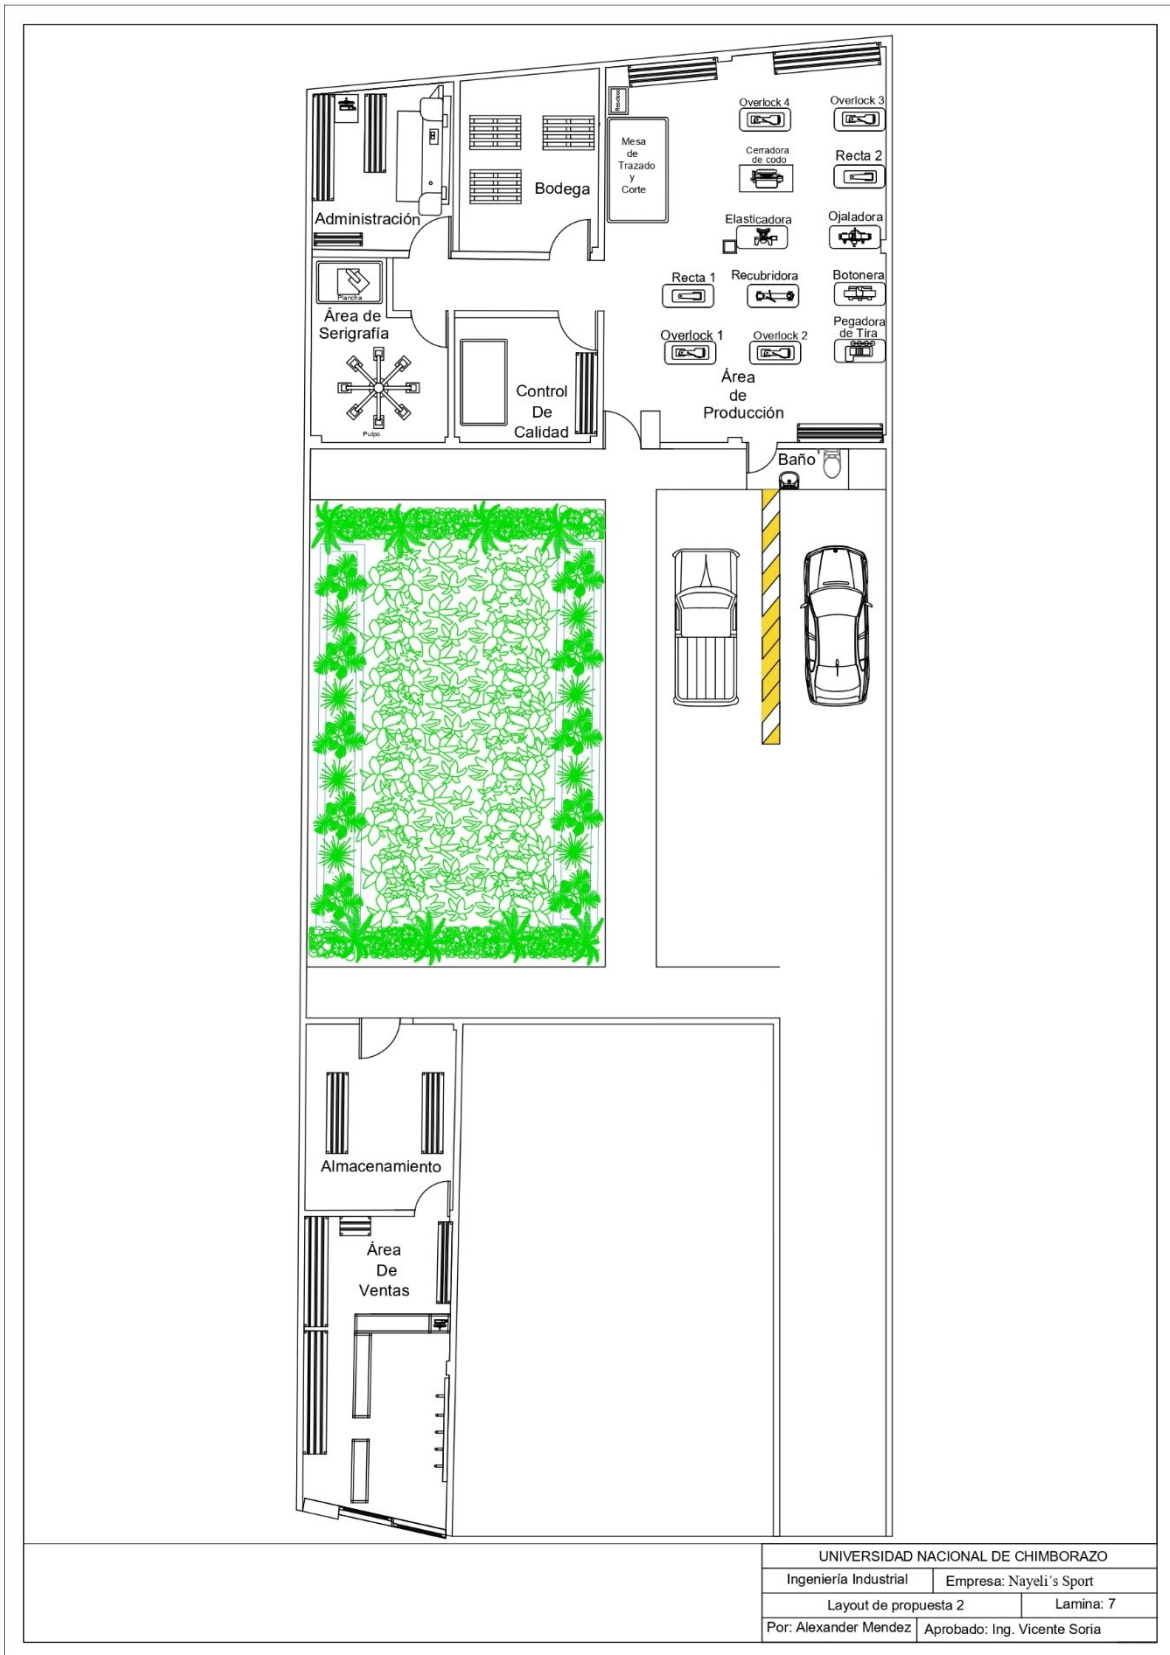 Overlock 4
Overlock 3
Residuos
Mesa
de
Trazado
y
Corte
Cerradora
de codo
Recta 2
Bodega
Administración
Elasticadora
Ojaladora
Recta 1
Recubridora
Botonera
Plancha
Área de
Serigrafía
Pegadora
de Tira
Overlock 1
Overlock 2
Área
de
Producción
Control
De
Calidad
Pulpo
Baño
Almacenamiento
Área
De
Ventas
UNIVERSIDAD NACIONAL DE CHIMBORAZO
Ingeniería Industrial
Empresa: Nayeli´s Sport
Layout de propuesta 2
Lamina: 7
Por: Alexander Mendez
Aprobado: Ing. Vicente Soria